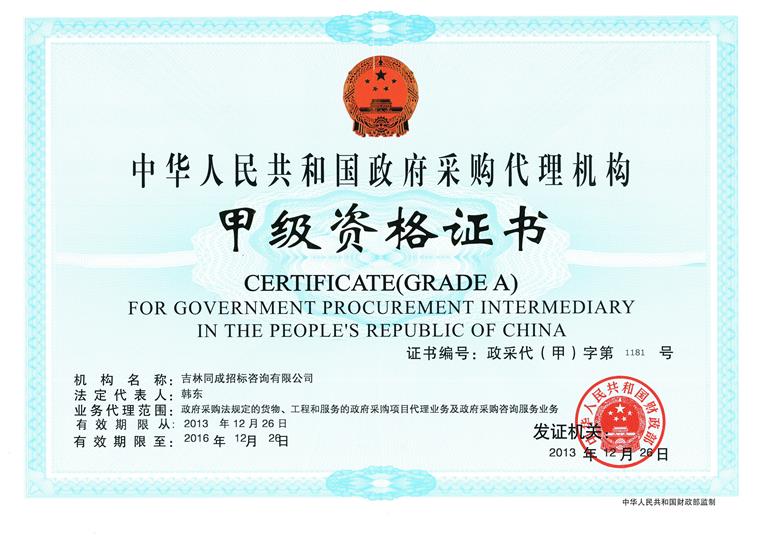 中华人民共和国政府采购代理机构
甲级资格证书
CERTIFICATE(GRADE A)
FOR GOVERNMENT PROCUREMENT INTERMEDIARY
IN THE PEOPLE'S REPUBLIC OF CHINA
证书编号：政采代（甲）字第 1181 号
机构名称：吉林同成招标咨询有限公司
法定代表人：韩东
业务代理范围：政府采购法规定的货物、工程和服务的政府采购项目代理业务及政府采购咨询服务业务
有效期限从：2013 年 12 月 26 日
有效期限至：2016 年 12月 26日
中华人民共和国财政部
发证机关：
2013 年 12 月 26 日
中华人民共和国财政部监制